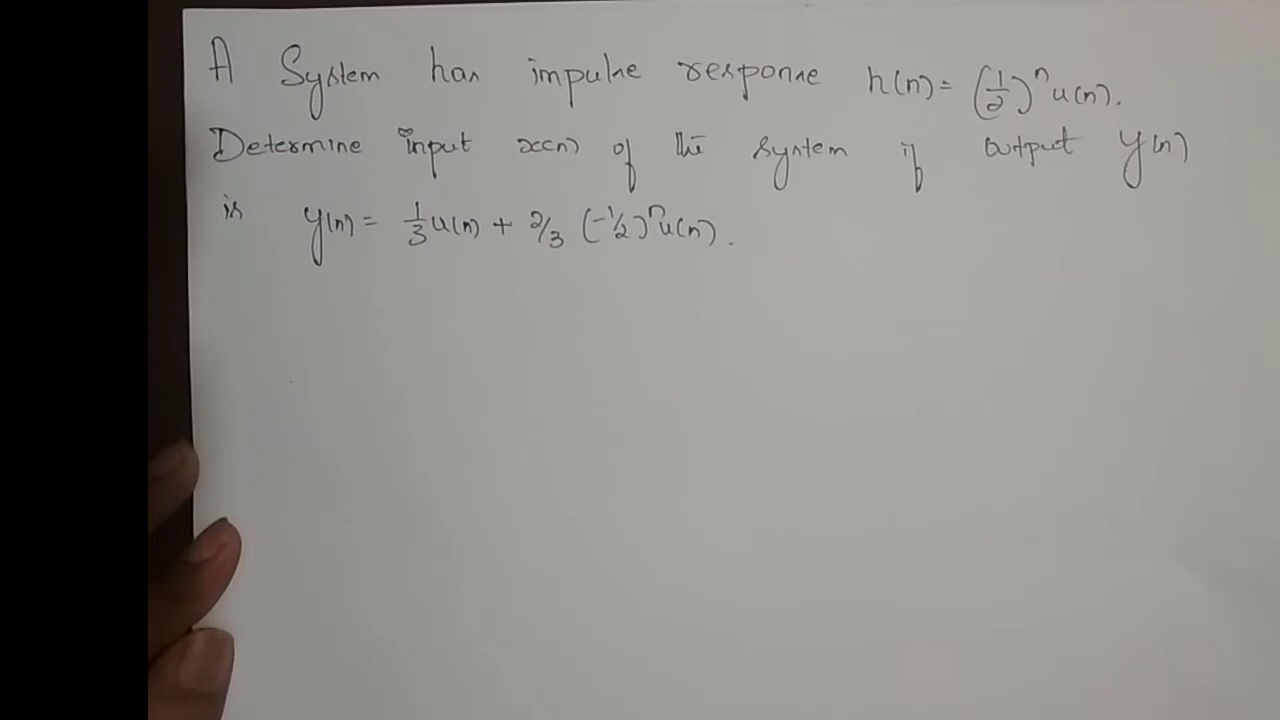 A System has impulse response h(n) = (1/2)^n u(n).
Determine input x(n) of the system if output y(n)
is y(n) = 1/3 u(n) + 2/3 (-1/2)^n u(n).